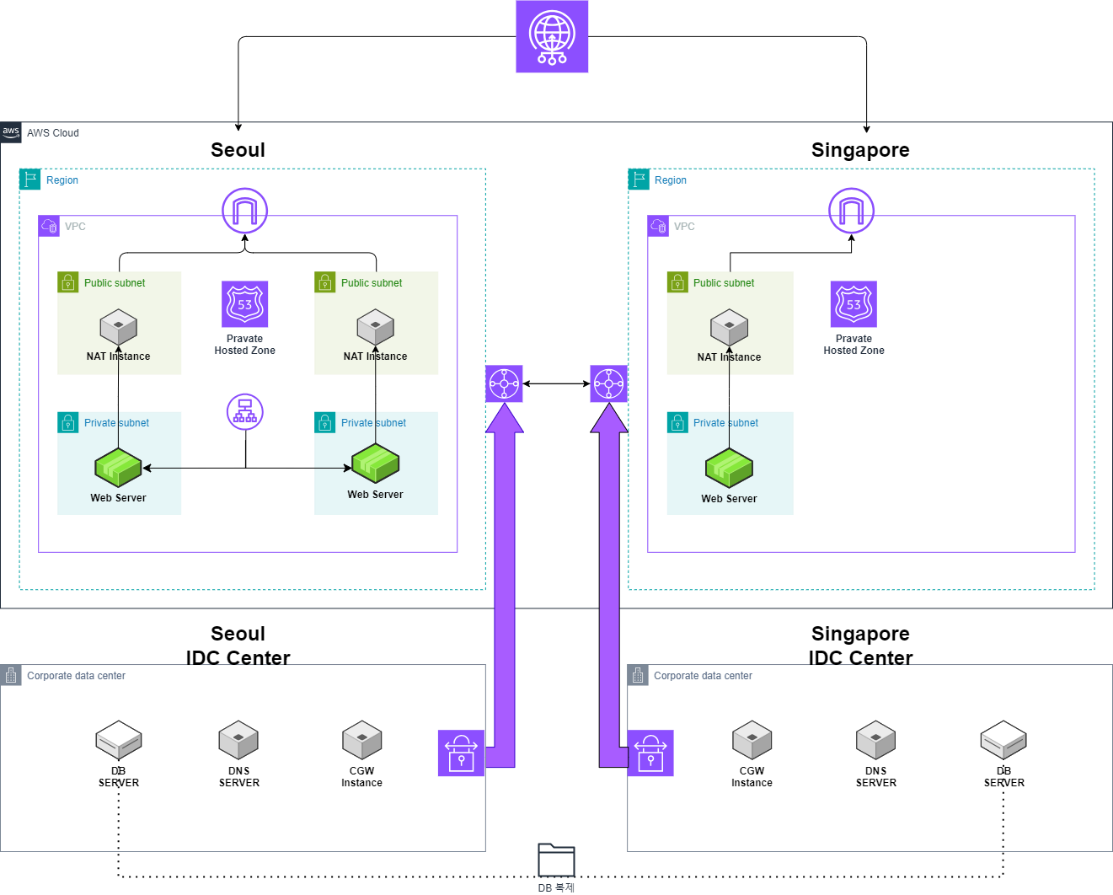 aws
AWS Cloud
Seoul
Singapore
Region
Region
VPC
VPC
Public subnet
Public subnet
Public subnet
53
53
NAT Instance
Pravate
Hosted Zone
NAT Instance
NAT Instance
Pravate
Hosted Zone
Private subnet
Private subnet
Private subnet
Web Server
Web Server
Web Server
Seoul
IDC Center
Singapore
IDC Center
Corporate data center
Corporate data center
DB
SERVER
DNS
SERVER
CGW
Instance
CGW
Instance
DNS
SERVER
DB
SERVER
DB 복제